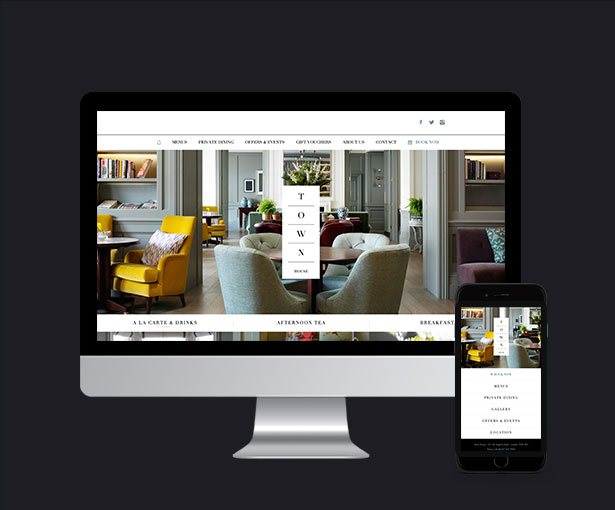 MENUS PRIVATE DINING OFFERS & EVENTS GIFT VOUCHERS ABOUT US CONTACT BOOK NOW
T
O
W
N
HOUSE
A LA CARTE & DRINKS AFTERNOON TEA BREAKFAST
BOOK NOW
MENUS
PRIVATE DINING
GALLERY
OFFERS & EVENTS
LOCATION